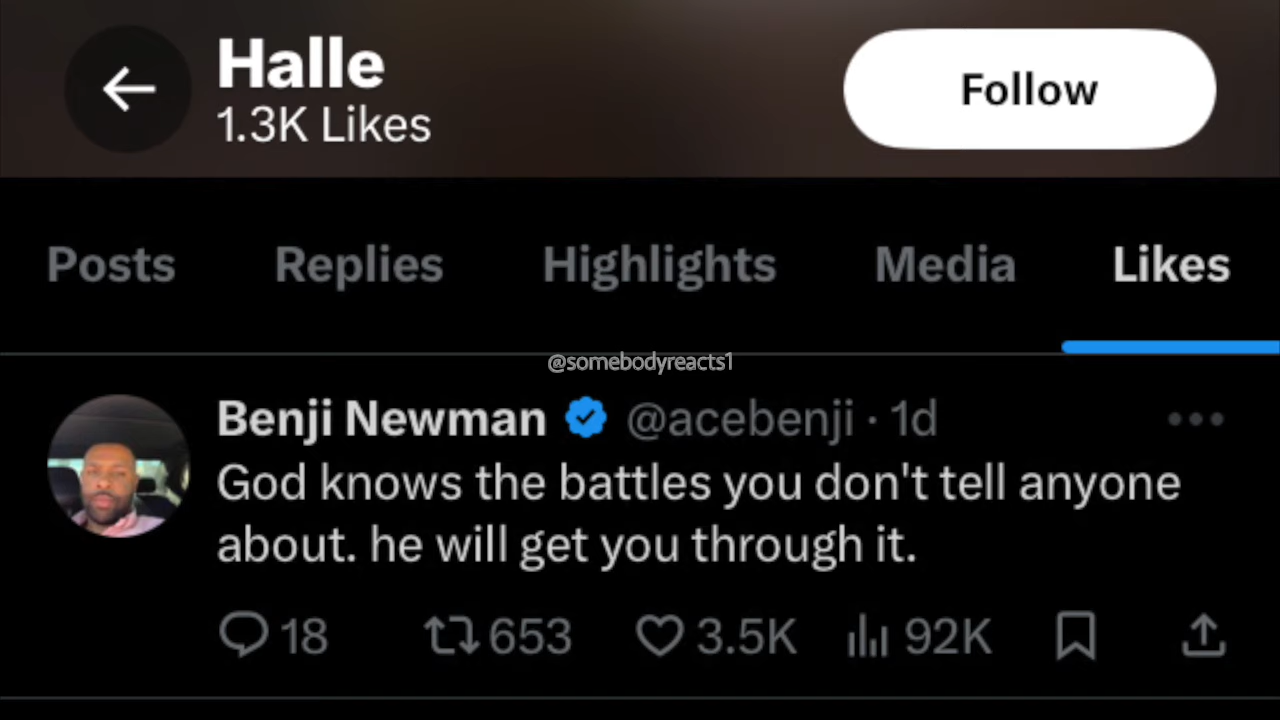 Halle
1.3K Likes
Follow
Posts Replies Highlights Media Likes
@somebodyreacts1
Benji Newman @acebenji · 1d
God knows the battles you don't tell anyone
about. he will get you through it.
18 653 3.5K 92K